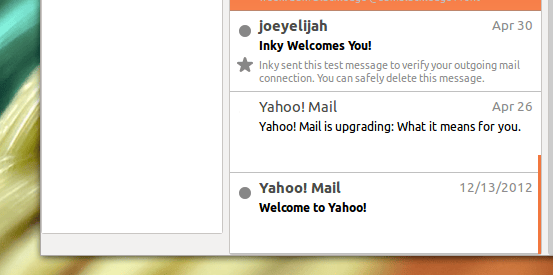 joeyelijah Apr 30
Inky Welcomes You!
Inky sent this test message to verify your outgoing mail
connection. You can safely delete this message.
Yahoo! Mail Apr 26
Yahoo! Mail is upgrading: What it means for you.
Yahoo! Mail 12/13/2012
Welcome to Yahoo!